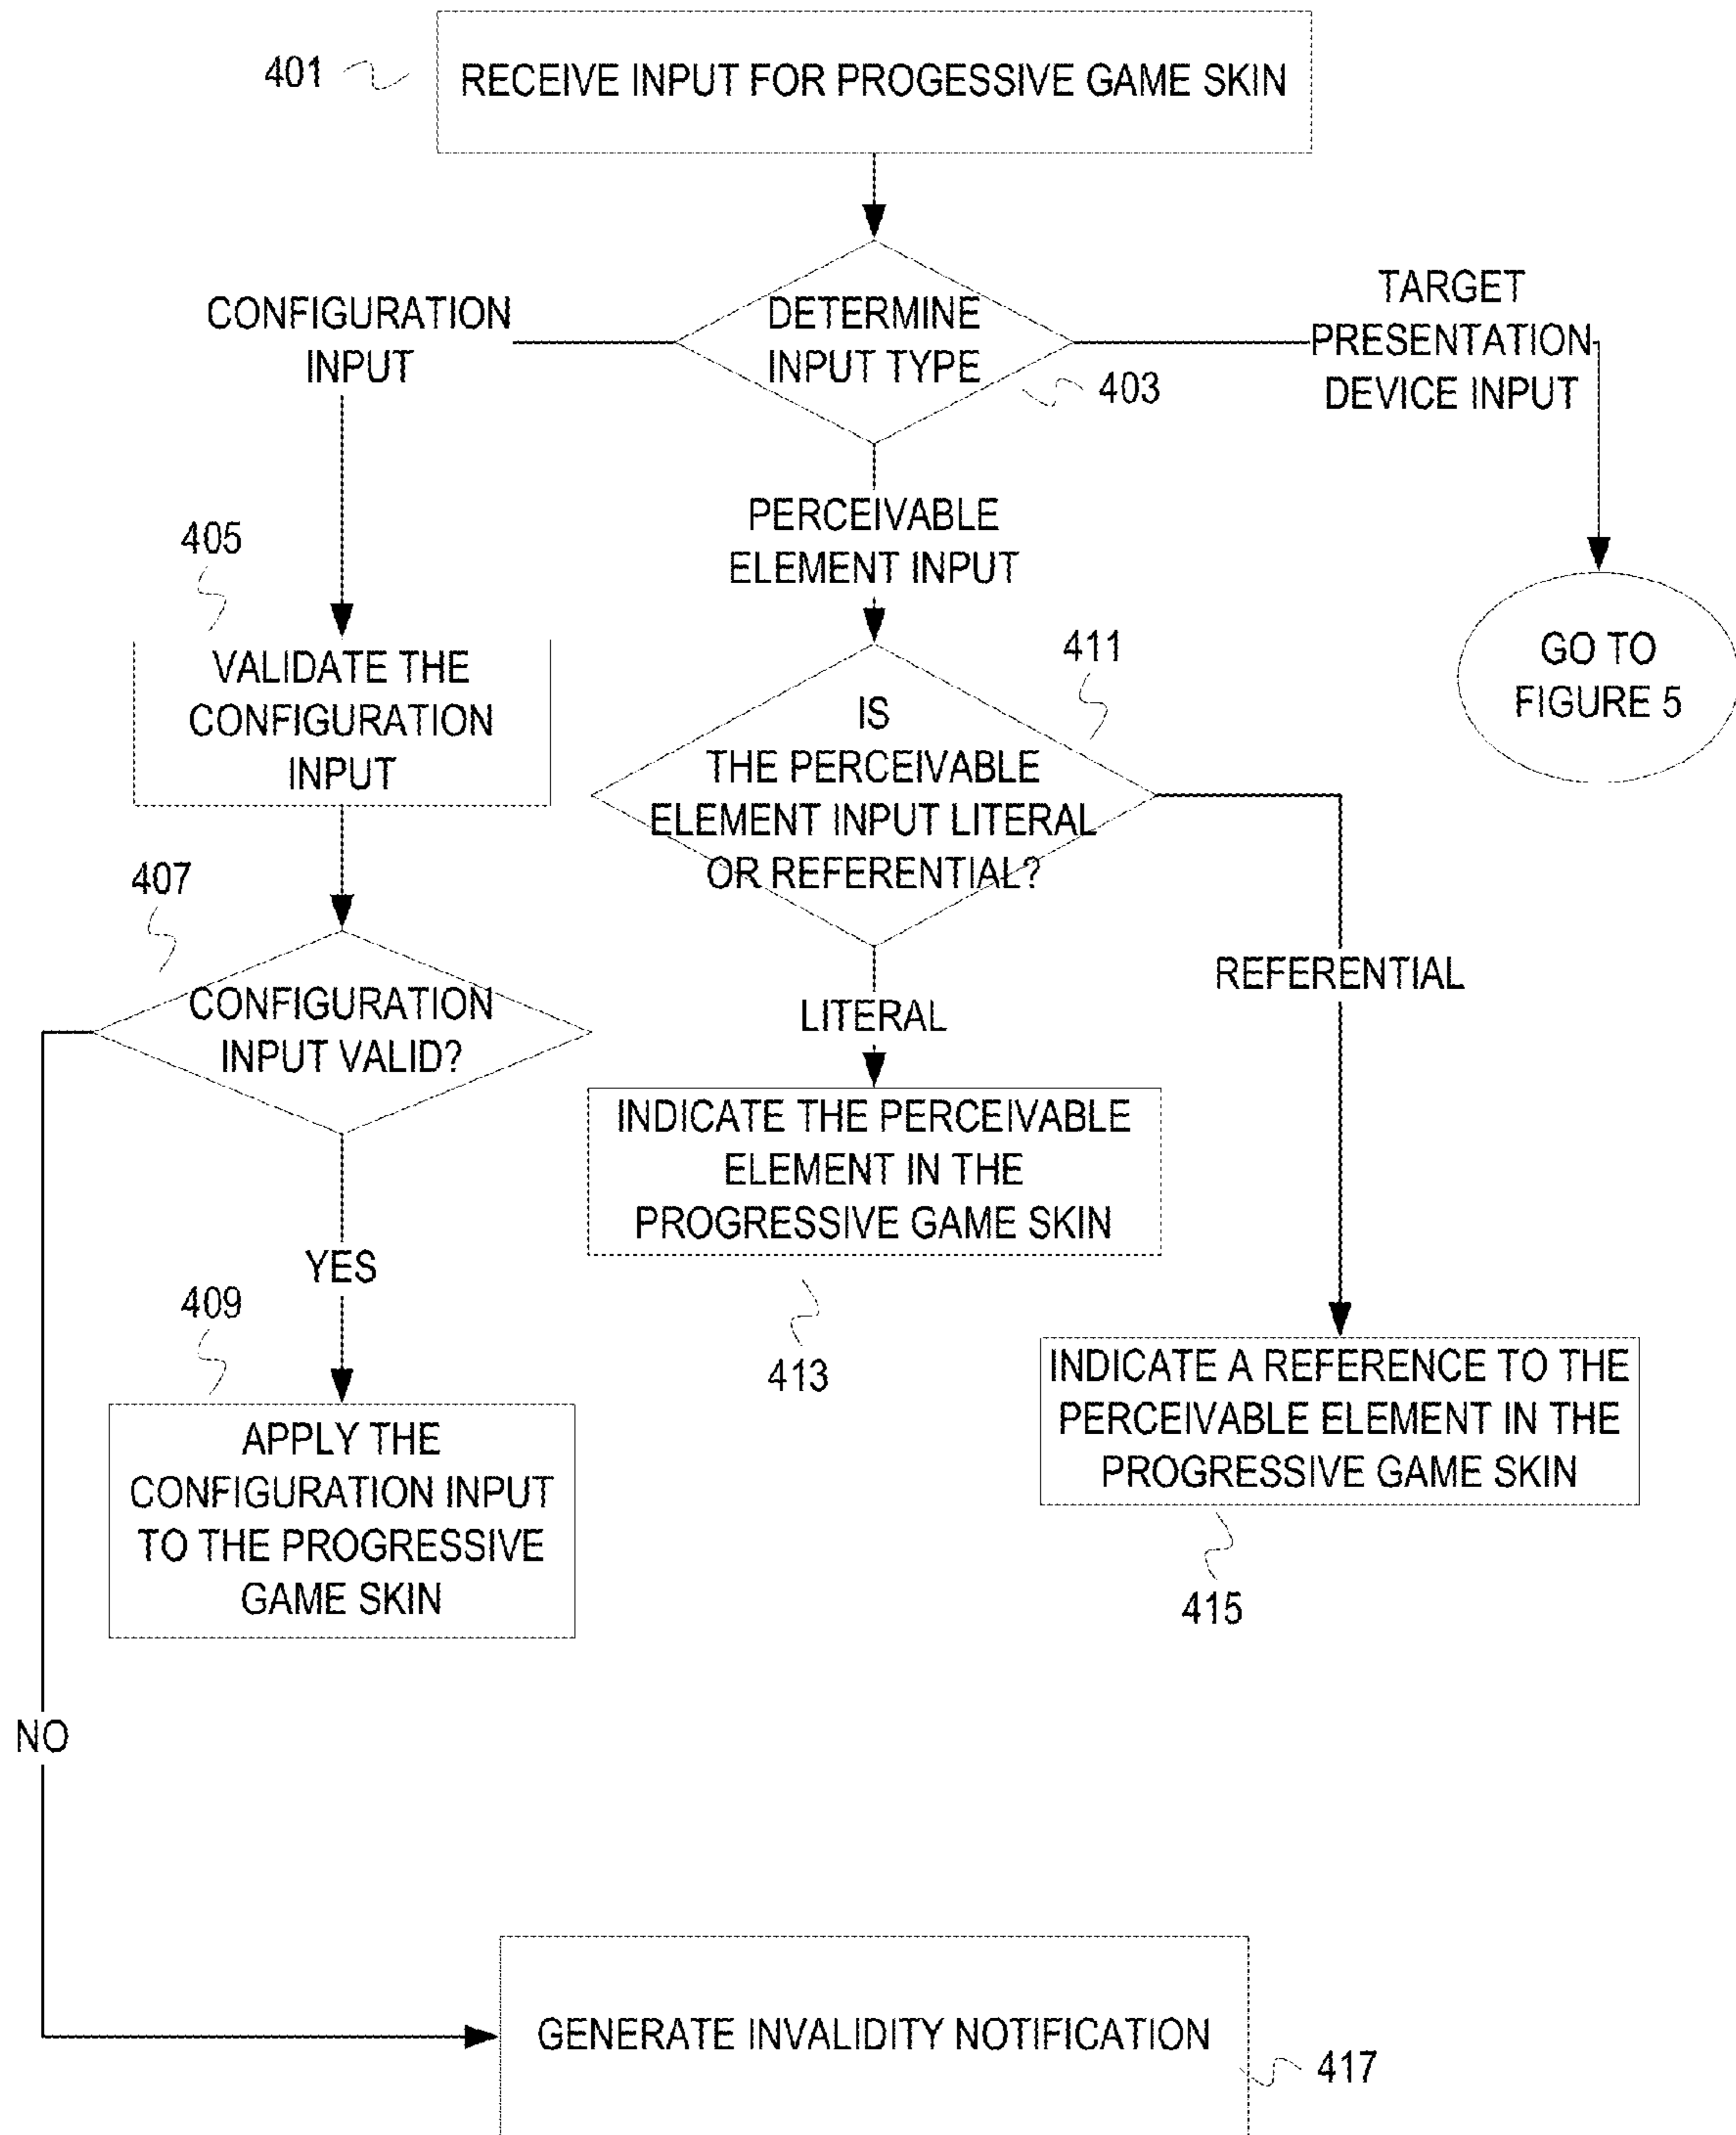 401
RECEIVE INPUT FOR PROGESSIVE GAME SKIN
CONFIGURATION
INPUT
DETERMINE
INPUT TYPE
403
TARGET
PRESENTATION
DEVICE INPUT
PERCEIVABLE
ELEMENT INPUT
405
VALIDATE THE
CONFIGURATION
INPUT
411
IS
THE PERCEIVABLE
ELEMENT INPUT LITERAL
OR REFERENTIAL?
GO TO
FIGURE 5
407
CONFIGURATION
INPUT VALID?
LITERAL
REFERENTIAL
INDICATE THE PERCEIVABLE
ELEMENT IN THE
PROGRESSIVE GAME SKIN
413
YES
409
APPLY THE
CONFIGURATION INPUT
TO THE PROGRESSIVE
GAME SKIN
INDICATE A REFERENCE TO THE
PERCEIVABLE ELEMENT IN THE
PROGRESSIVE GAME SKIN
415
NO
GENERATE INVALIDITY NOTIFICATION
417